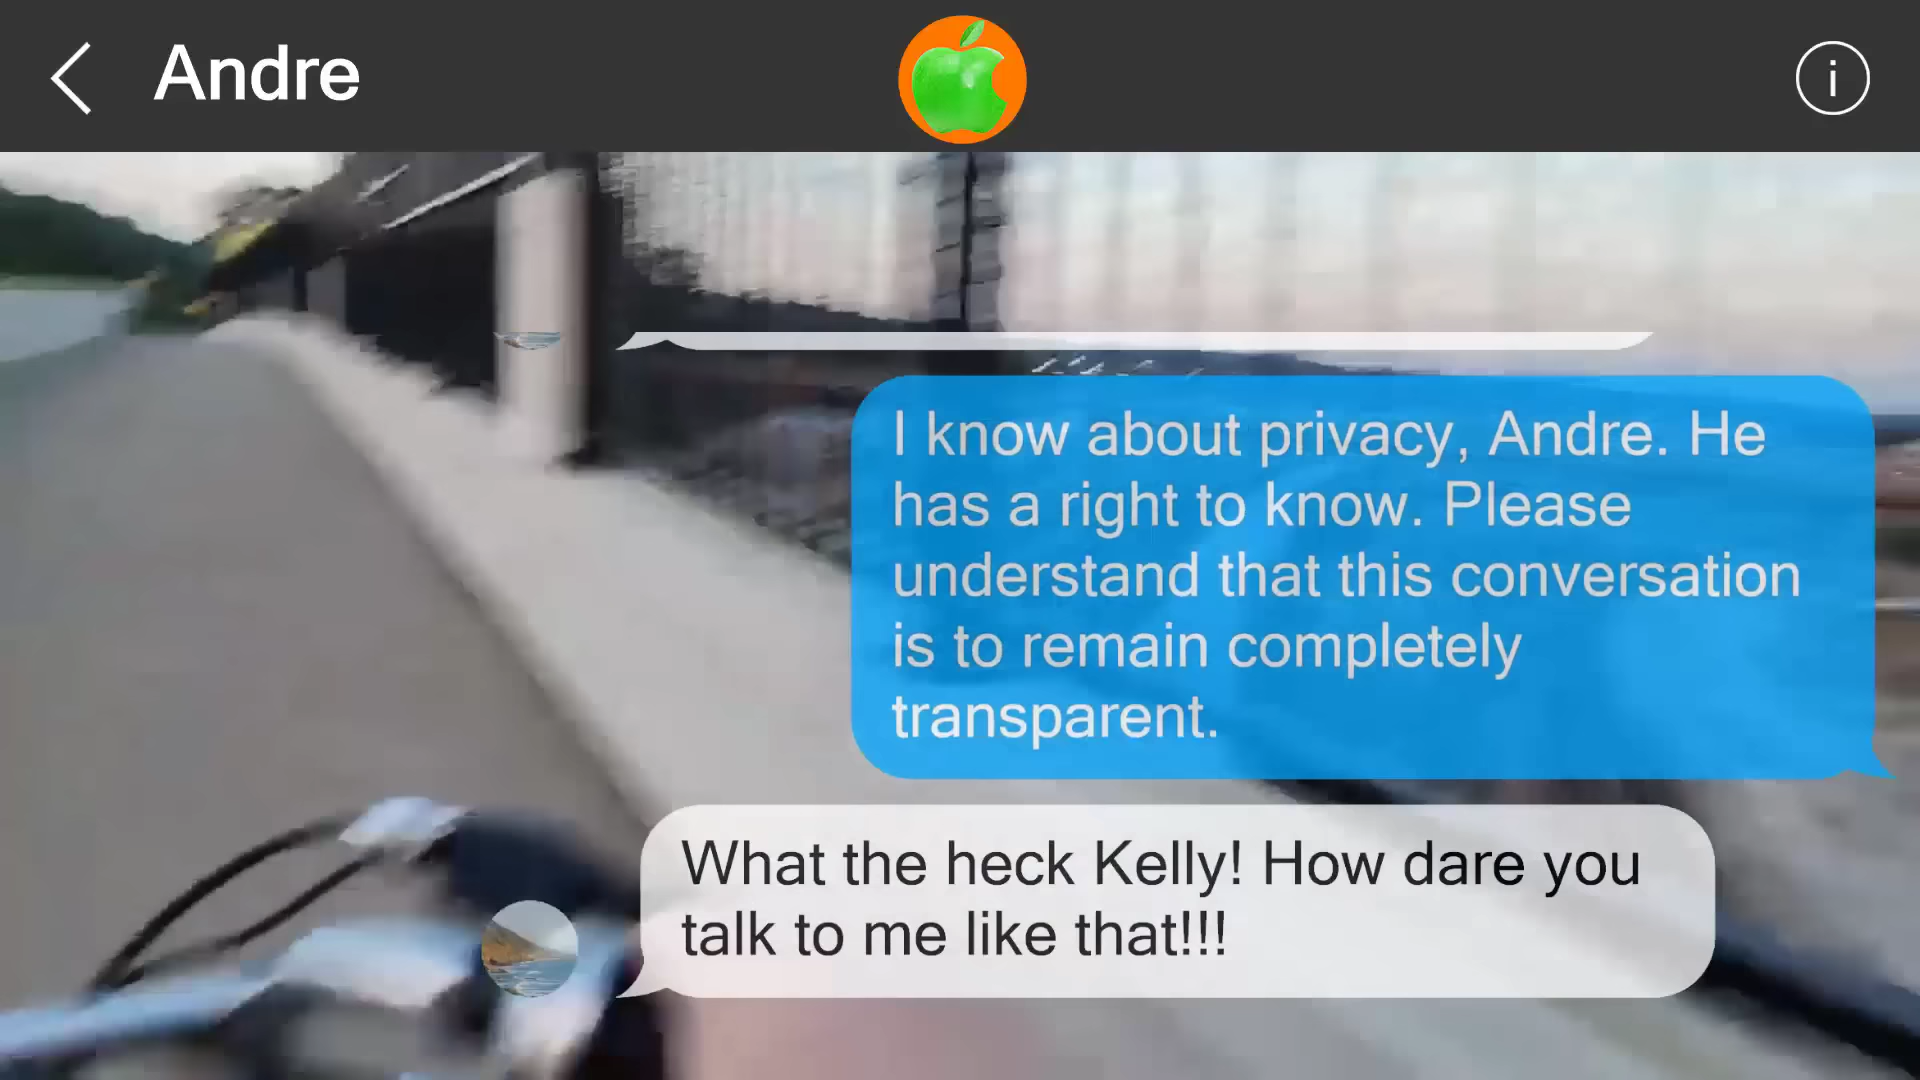 Andre
i
I know about privacy, Andre. He
has a right to know. Please
understand that this conversation
is to remain completely
transparent.
What the heck Kelly! How dare you
talk to me like that!!!